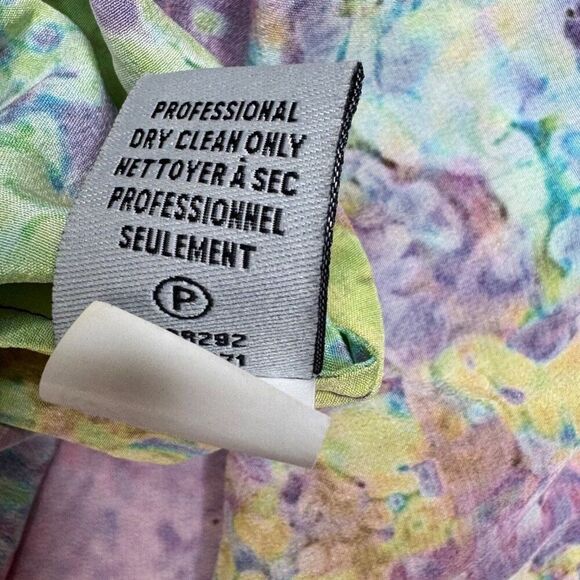 PROFESSIONAL
DRY CLEAN ONLY
NETTOYER À SEC
PROFESSIONNEL
SEULEMENT
P